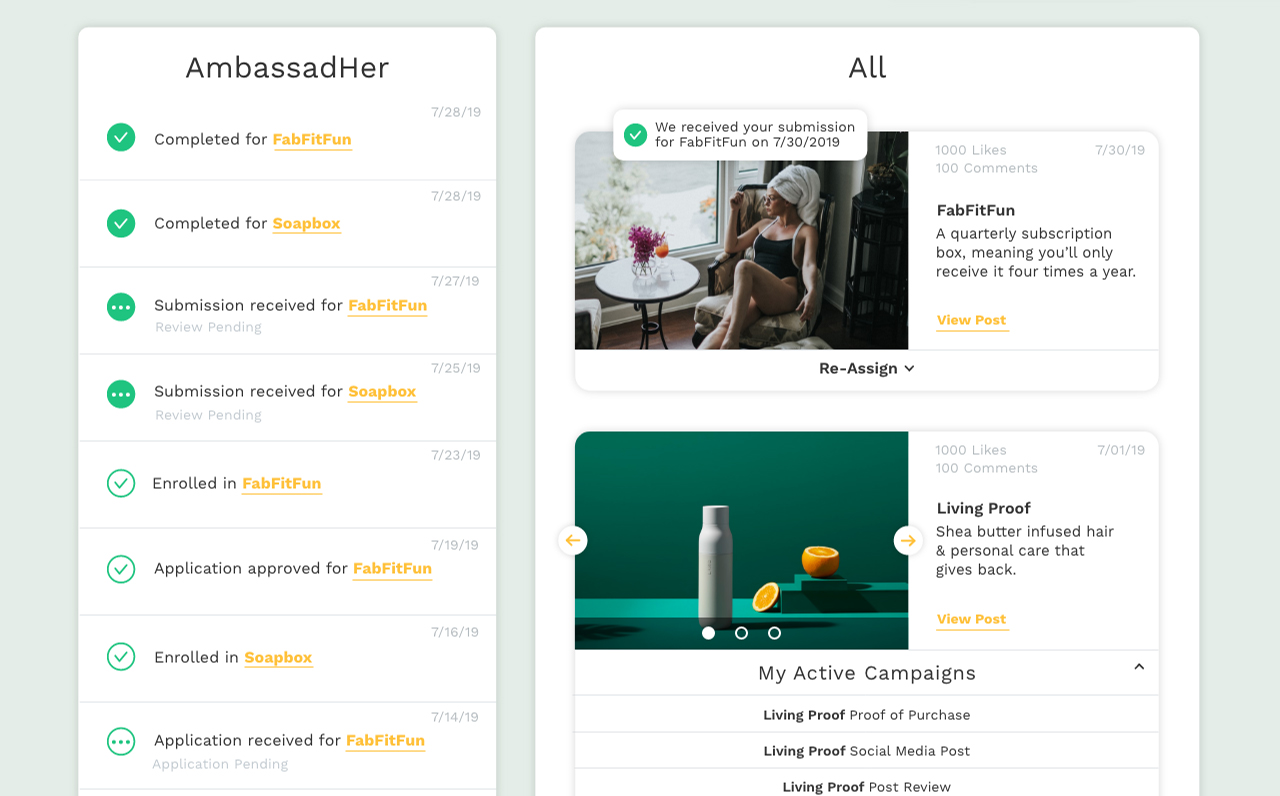 AmbassadHer
7/28/19
Completed for FabFitFun
7/28/19
Completed for Soapbox
7/27/19
Submission received for FabFitFun
Review Pending
7/25/19
Submission received for Soapbox
Review Pending
7/23/19
Enrolled in FabFitFun
7/19/19
Application approved for FabFitFun
7/16/19
Enrolled in Soapbox
7/14/19
Application received for FabFitFun
Application Pending
All
We received your submission
for FabFitFun on 7/30/2019
1000 Likes
7/30/19
100 Comments
FabFitFun
A quarterly subscription
box, meaning you’ll only
receive it four times a year.
View Post
Re-Assign
1000 Likes
7/01/19
100 Comments
Living Proof
Shea butter infused hair
& personal care that
gives back.
View Post
My Active Campaigns
Living Proof Proof of Purchase
Living Proof Social Media Post
Living Proof Post Review